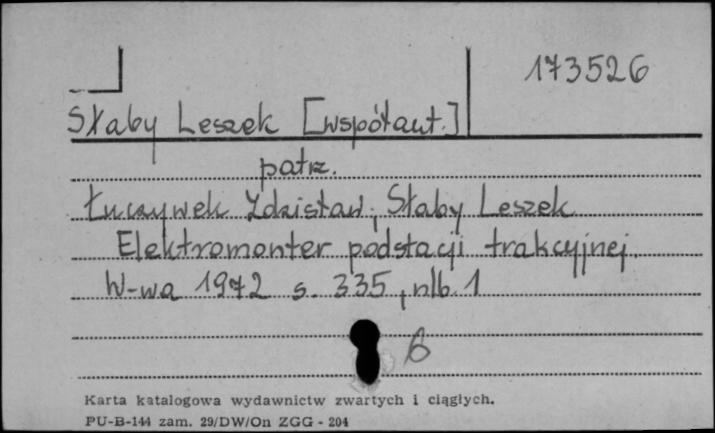 173526
Słaby Leszek [współaut.]
patrz.
Łuczywek Zdzisław, Słaby Leszek
Elektromonter podstacji trakcyjnej.
W-wa 1972 s. 335, nlb. 1
6
Karta katalogowa wydawnictw zwartych i ciągłych.
PU-B-144 zam. 29/DW/On ZGG - 204